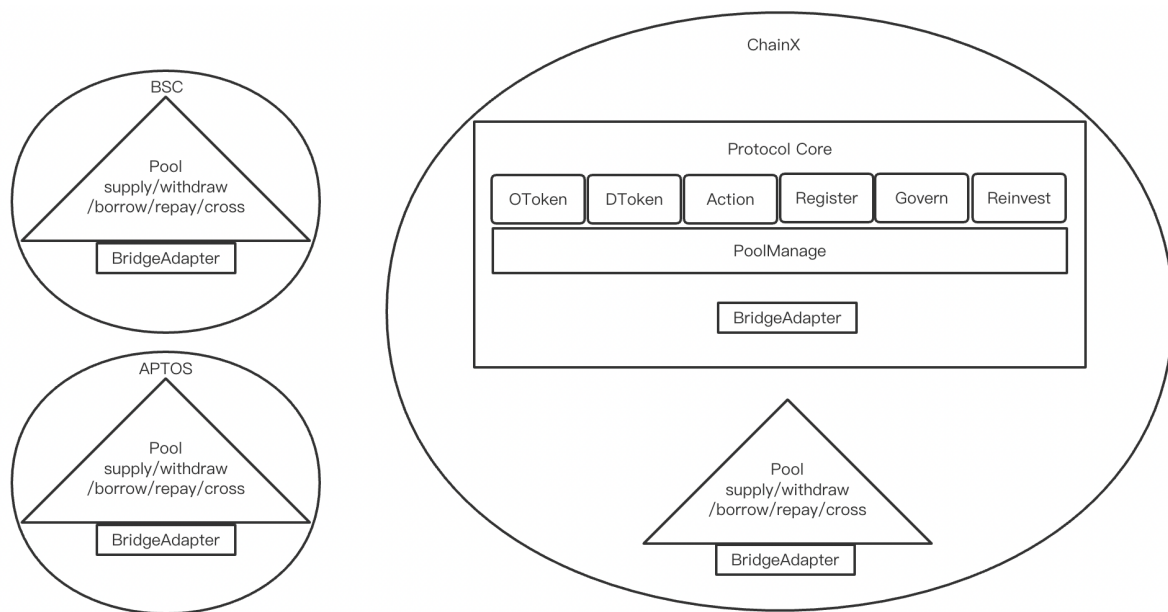 BSC
Pool
supply/withdraw
/borrow/repay/cross
BridgeAdapter
APTOS
Pool
supply/withdraw
/borrow/repay/cross
BridgeAdapter
ChainX
Protocol Core
OToken
DToken
Action
Register
Govern
Reinvest
PoolManage
BridgeAdapter
Pool
supply/withdraw
/borrow/repay/cross
BridgeAdapter